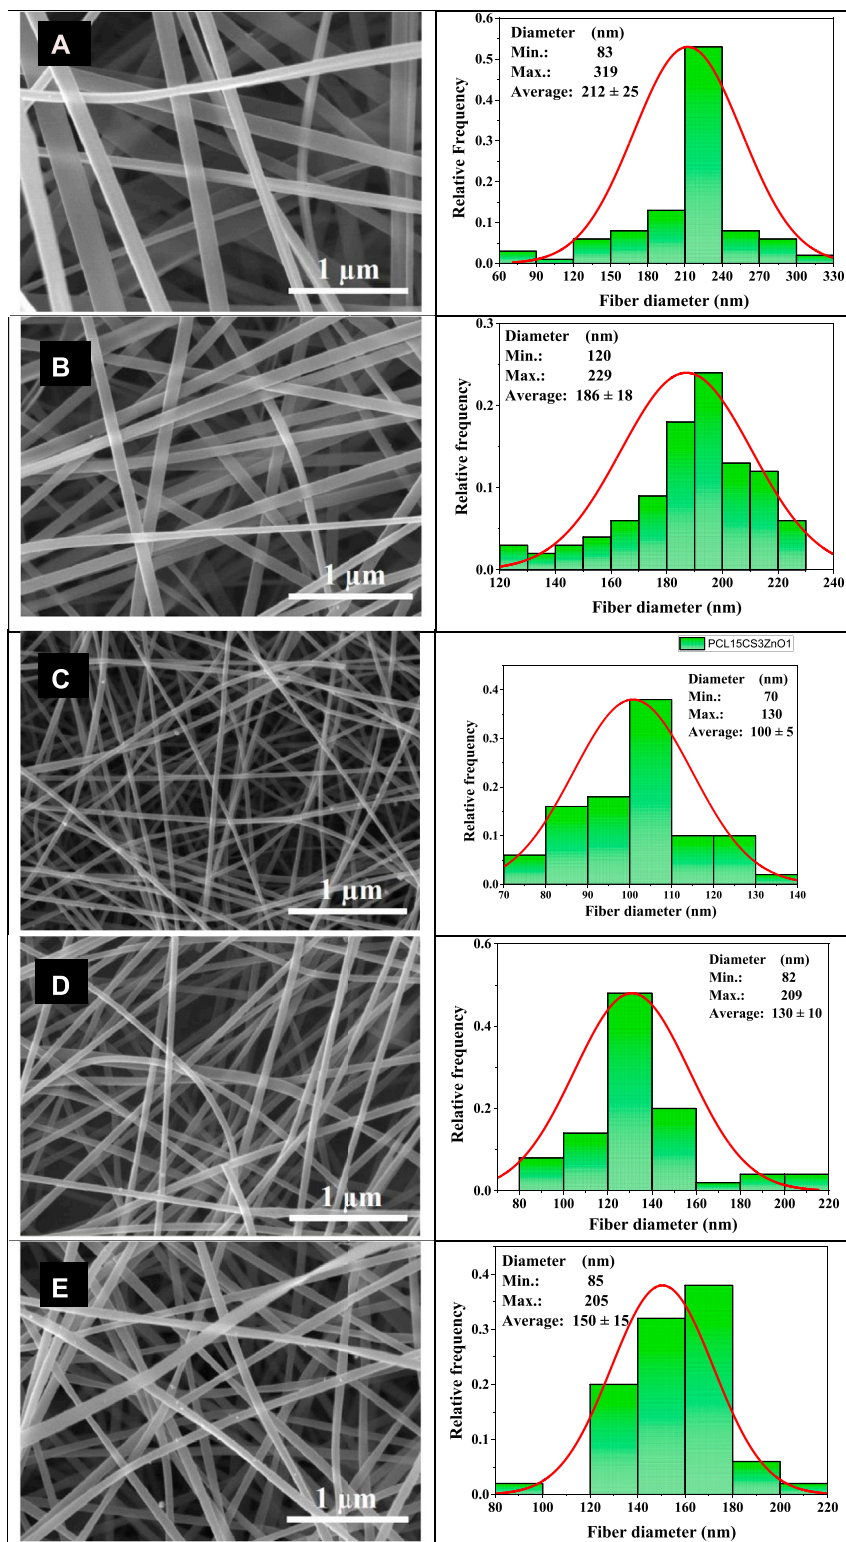 A
1 µm
Diameter (nm)
Min.: 83
Max.: 319
Average: 212 ± 25
Relative Frequency
0.6
0.5
0.4
0.3
0.2
0.1
0.0
60 90 120 150 180 210 240 270 300 330
Fiber diameter (nm)
B
1 µm
Diameter (nm)
Min.: 120
Max.: 229
Average: 186 ± 18
Relative frequency
0.3
0.2
0.1
0.0
120 140 160 180 200 220 240
Fiber diameter (nm)
C
1 µm
PCL15CS3ZnO1
Diameter (nm)
Min.: 70
Max.: 130
Average: 100 ± 5
Relative frequency
0.4
0.3
0.2
0.1
0.0
70 80 90 100 110 120 130 140
Fiber diameter (nm)
D
1 µm
Diameter (nm)
Min.: 82
Max.: 209
Average: 130 ± 10
Relative frequency
0.6
0.4
0.2
0.0
80 100 120 140 160 180 200 220
Fiber diameter (nm)
E
1 µm
Diameter (nm)
Min.: 85
Max.: 205
Average: 150 ± 15
Relative frequency
0.4
0.3
0.2
0.1
0.0
80 100 120 140 160 180 200 220
Fiber diameter (nm)